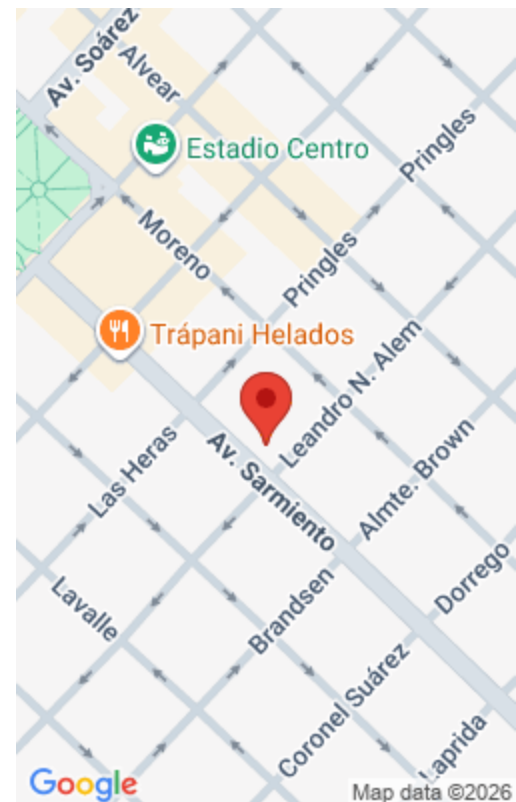 Av. Soárez
Alvear
Estadio Centro
Pringles
Moreno
Pringles
Trápani Helados
Leandro N. Alem
Las Heras
Av. Sarmiento
Almte. Brown
Lavalle
Brandsen
Dorrego
Coronel Suárez
Laprida
Google
Map data ©2026